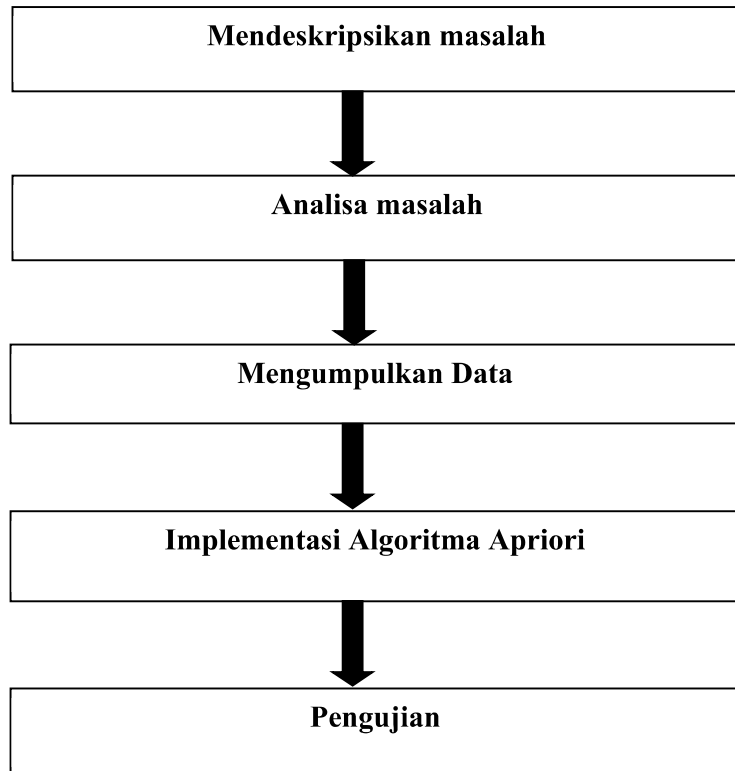 Mendeskripsikan masalah
Analisa masalah
Mengumpulkan Data
Implementasi Algoritma Apriori
Pengujian